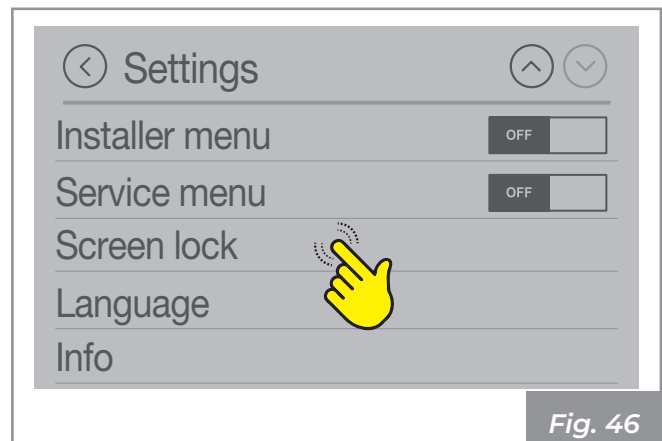 Settings
Installer menu OFF
Service menu OFF
Screen lock
Language
Info
Fig. 46